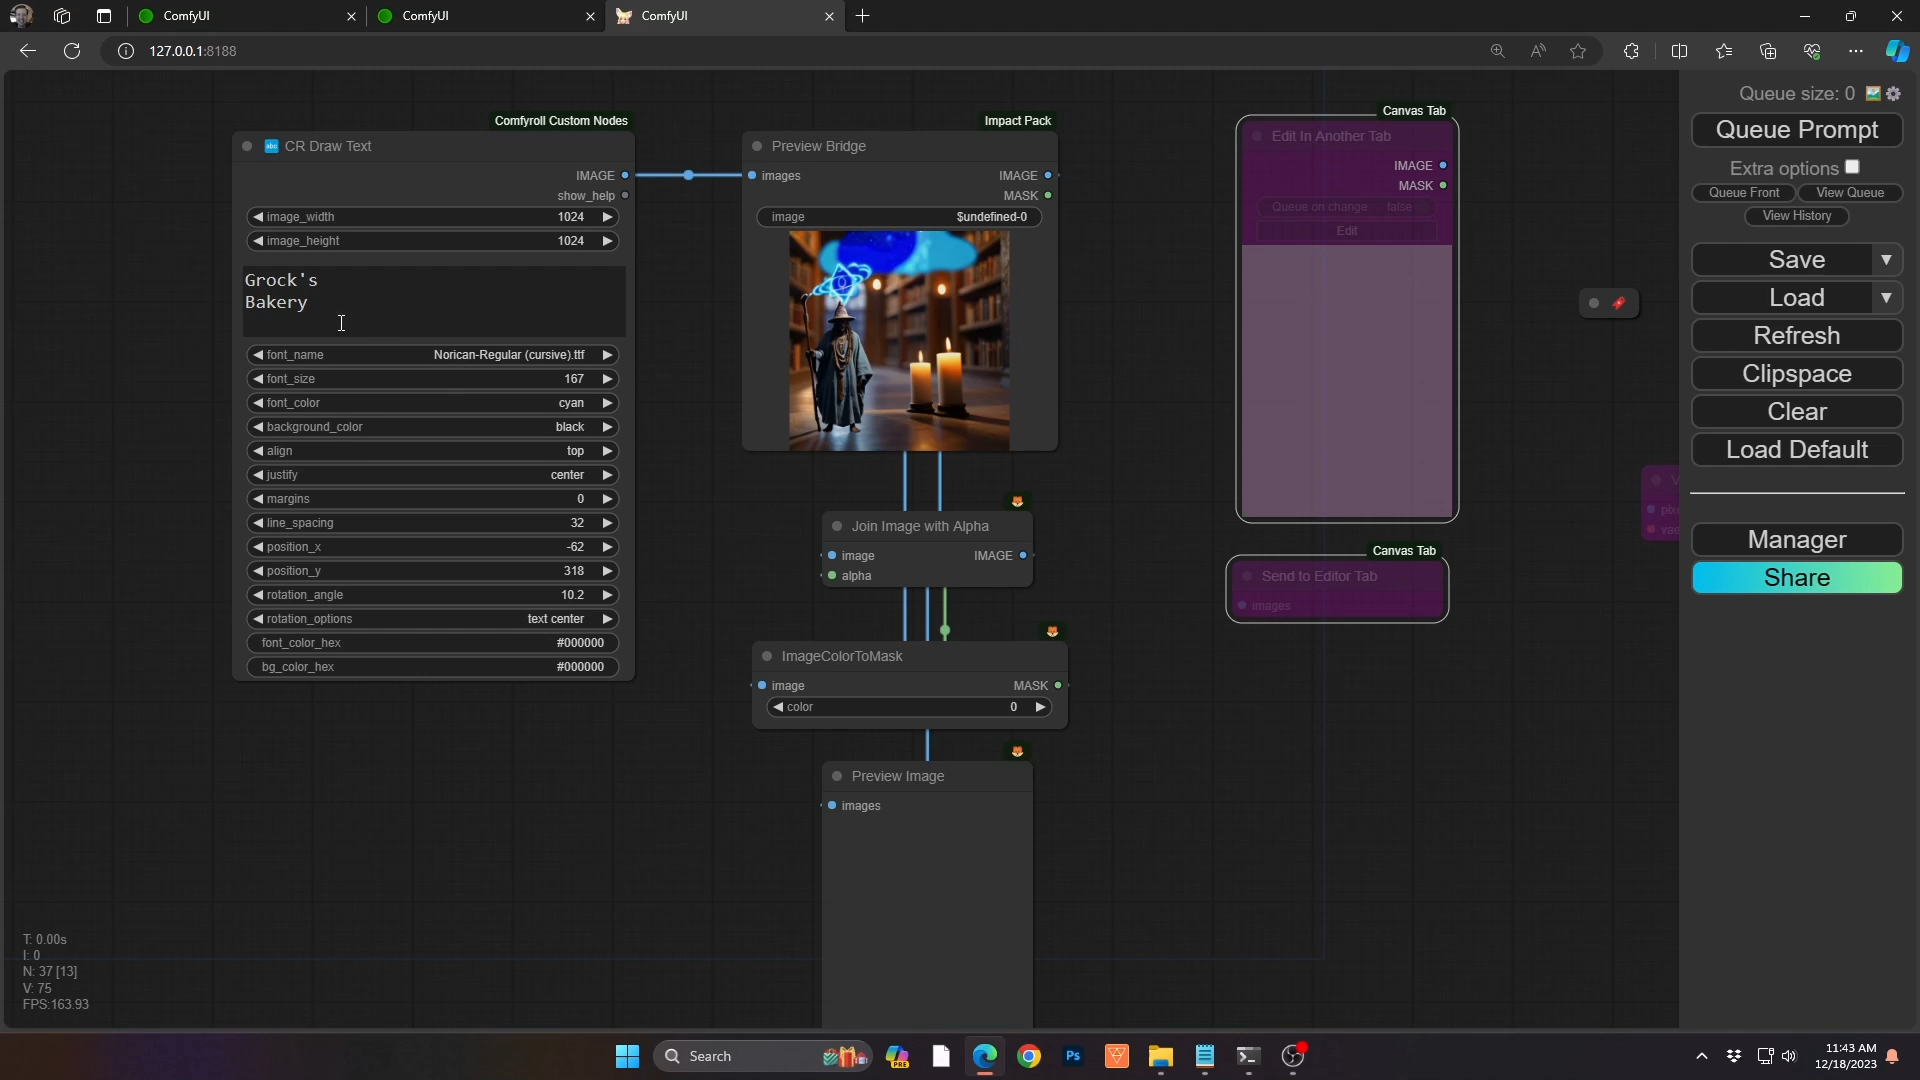 ComfyUI
ComfyUI
ComfyUI
127.0.0.1:8188
Comfyroll Custom Nodes
CR Draw Text
IMAGE
show_help
image_width 1024
image_height 1024
Grock's
Bakery
font_name Norican-Regular (cursive).ttf
font_size 167
font_color cyan
background_color black
align top
justify center
margins 0
line_spacing 32
position_x -62
position_y 318
rotation_angle 10.2
rotation_options text center
font_color_hex #000000
bg_color_hex #000000
Impact Pack
Preview Bridge
images IMAGE
MASK
image $undefined-0
Join Image with Alpha
image IMAGE
alpha
ImageColorToMask
image MASK
color 0
Preview Image
images
Canvas Tab
Edit In Another Tab
IMAGE
MASK
Queue on change false
Edit
Canvas Tab
Send to Editor Tab
images
V
pix
vae
Queue size: 0
Queue Prompt
Extra options
Queue Front View Queue
View History
Save
Load
Refresh
Clipspace
Clear
Load Default
Manager
Share
T: 0.00s
I: 0
N: 37 [13]
V: 75
FPS:163.93
Search
PRE
Ps
11:43 AM
12/18/2023